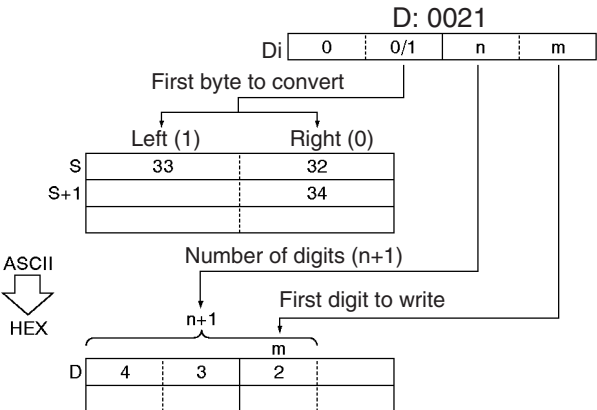 D: 0021
Di 0 0/1 n m
First byte to convert
Left (1) Right (0)
S 33 32
S+1 34
Number of digits (n+1)
ASCII
First digit to write
HEX
n+1
m
D 4 3 2